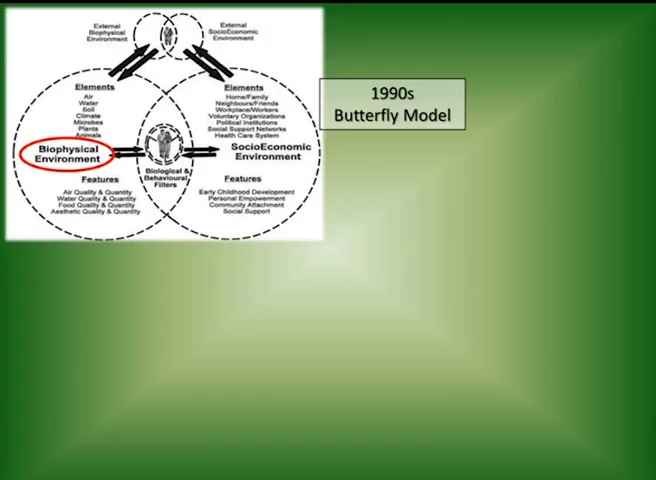 External
Biophysical
Environment
External
SocioEconomic
Environment
Elements
Air
Water
Soil
Climate
Microbes
Plants
Animals
Biophysical
Environment
Features
Air Quality & Quantity
Water Quality & Quantity
Food Quality & Quantity
Aesthetic Quality & Quantity
Biological &
Behavioural
Filters
Elements
Home/Family
Neighbours/Friends
Workplace/Workers
Voluntary Organizations
Political Institutions
Social Support Networks
Health Care System
SocioEconomic
Environment
Features
Early Childhood Development
Personal Empowerment
Community Attachment
Social Support
1990s
Butterfly Model